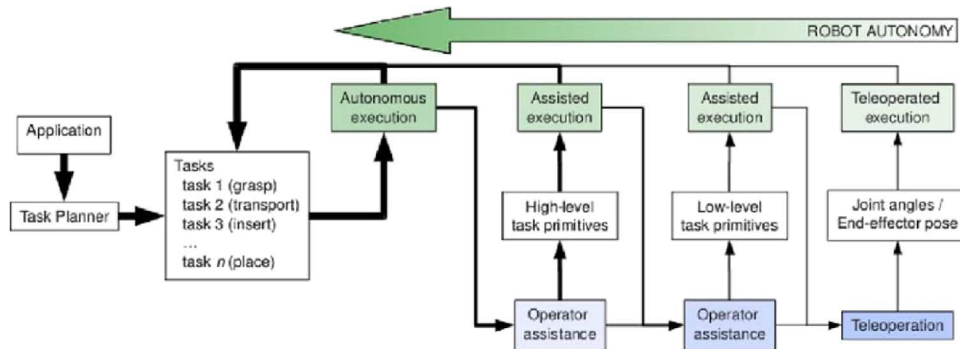 ROBOT AUTONOMY
Application
Task Planner
Tasks
task 1 (grasp)
task 2 (transport)
task 3 (insert)
...
task n (place)
Autonomous
execution
Assisted
execution
Assisted
execution
Teleoperated
execution
High-level
task primitives
Low-level
task primitives
Joint angles /
End-effector pose
Operator
assistance
Operator
assistance
Teleoperation